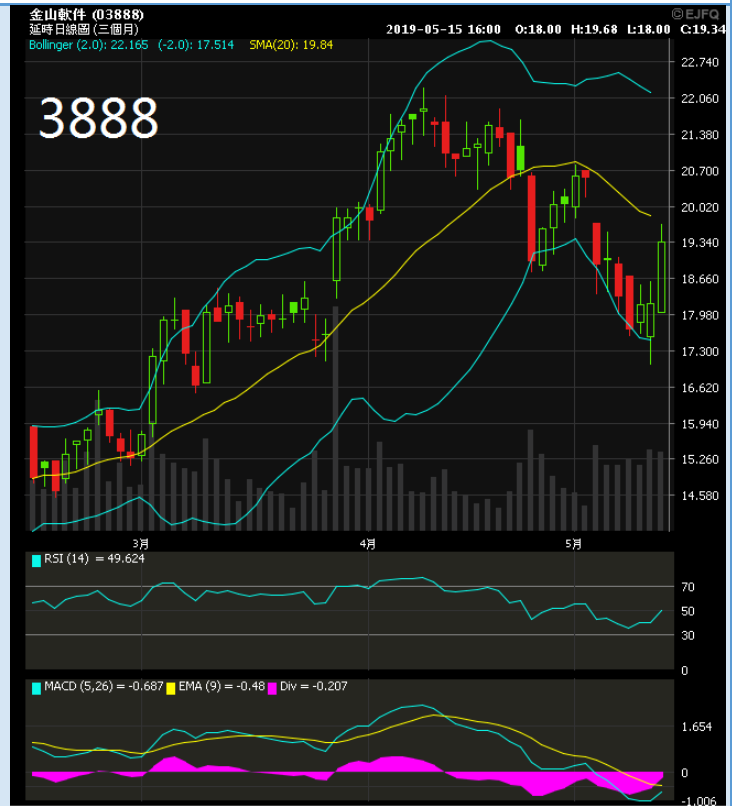 金山軟件 (03888)
©EJFQ
延時日線圖 (三個月)
2019-05-15 16:00 O:18.00 H:19.68 L:18.00 C:19.34
Bollinger (2.0): 22.165 (-2.0): 17.514 SMA(20): 19.84
3888
22.740
22.060
21.380
20.700
20.020
19.340
18.660
17.980
17.300
16.620
15.940
15.260
14.580
3月 4月 5月
RSI (14) = 49.624
70
50
30
0
MACD (5,26) = -0.687 EMA (9) = -0.48 Div = -0.207
1.654
0
-1.006